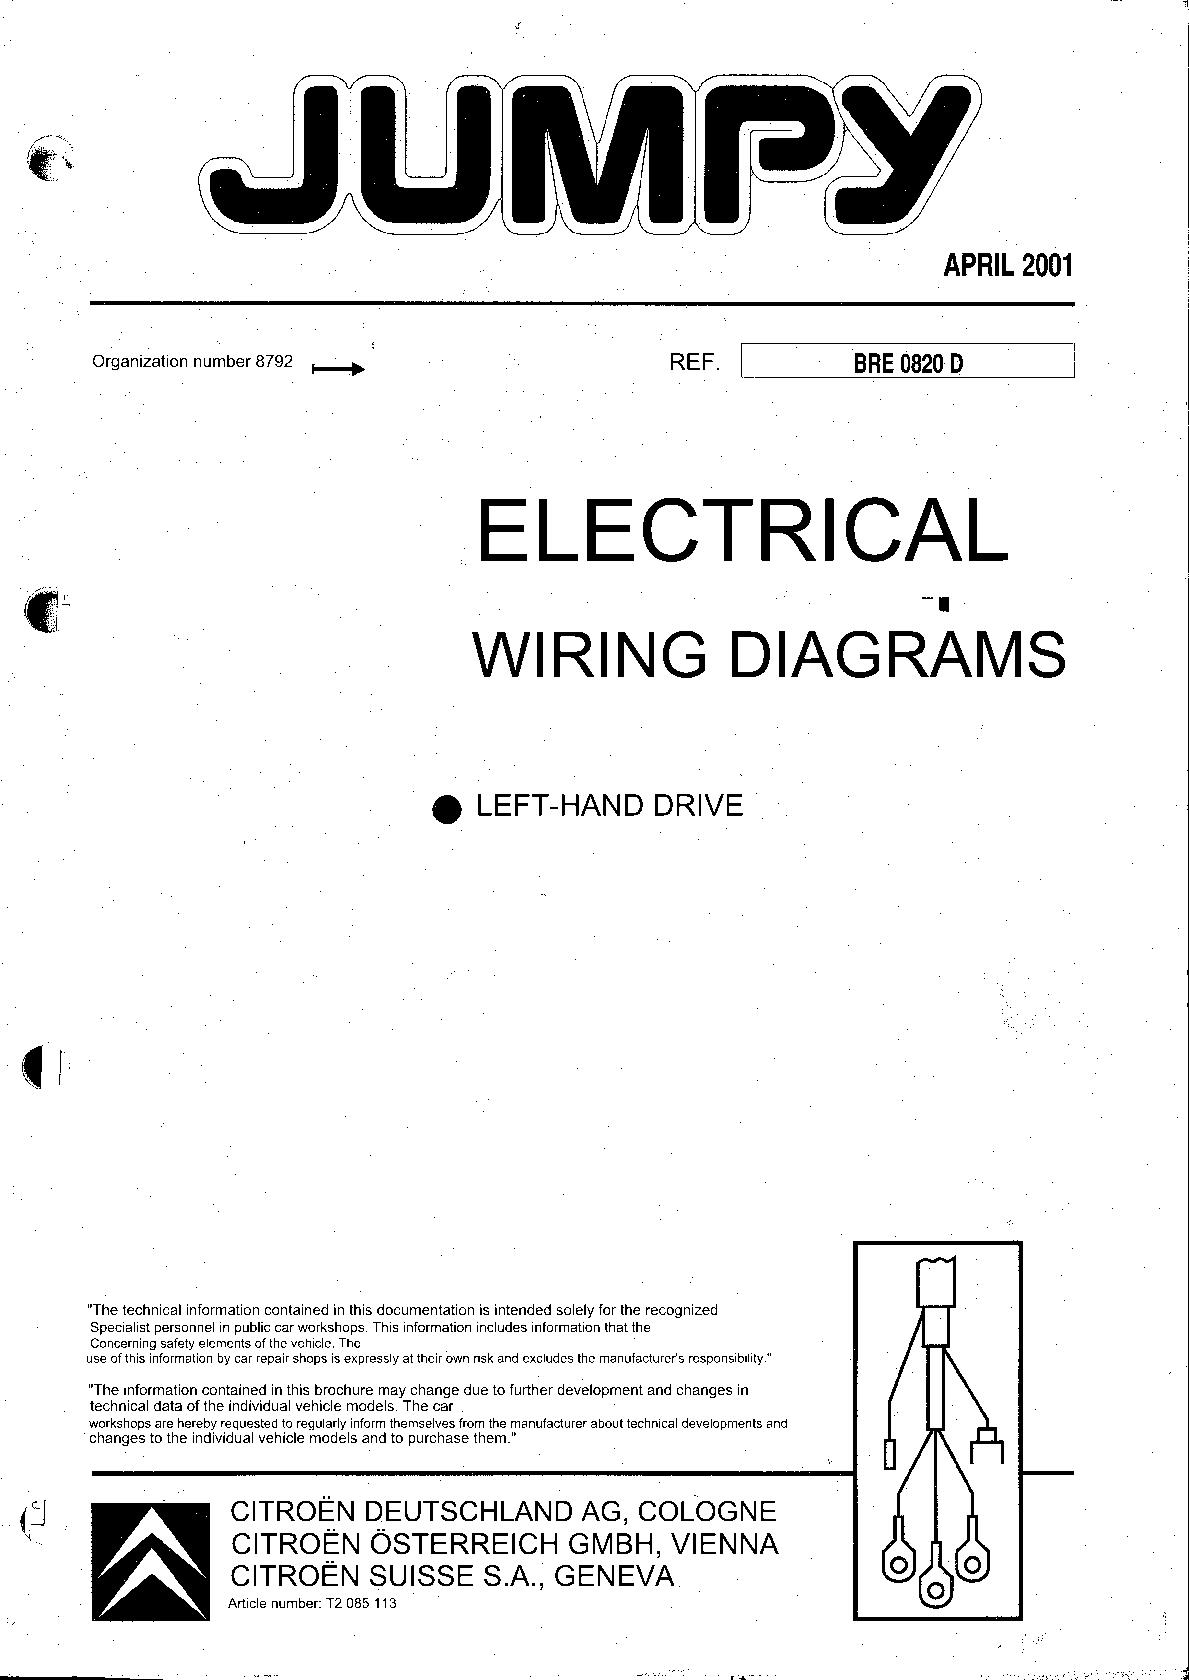 JUMPY
APRIL 2001
Organization number 8792
REF. BRE 0820 D
ELECTRICAL
WIRING DIAGRAMS
LEFT-HAND DRIVE
"The technical information contained in this documentation is intended solely for the recognized
Specialist personnel in public car workshops. This information includes information that the
Concerning safety elements of the vehicle. The
use of this information by car repair shops is expressly at their own risk and excludes the manufacturer's responsibility."
"The information contained in this brochure may change due to further development and changes in
technical data of the individual vehicle models. The car
workshops are hereby requested to regularly inform themselves from the manufacturer about technical developments and
changes to the individual vehicle models and to purchase them."
CITROËN DEUTSCHLAND AG, COLOGNE
CITROËN ÖSTERREICH GMBH, VIENNA
CITROËN SUISSE S.A., GENEVA
Article number: T2 085 113